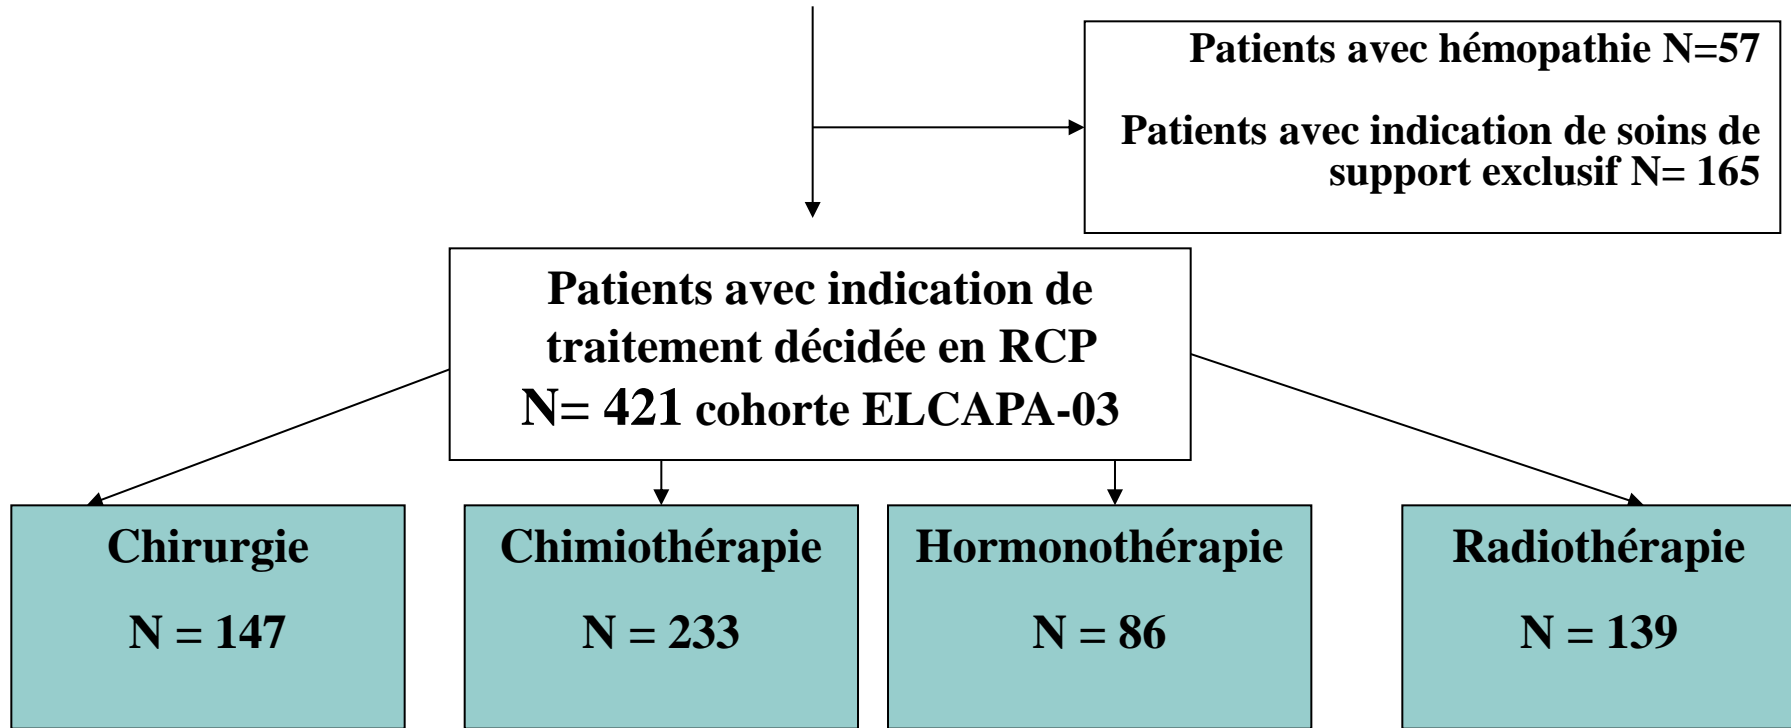 Patients avec hémopathie N=57
Patients avec indication de soins de
support exclusif N= 165
Patients avec indication de
traitement décidée en RCP
N= 421 cohorte ELCAPA-03
Chirurgie
N = 147
Chimiothérapie
N = 233
Hormonothérapie
N = 86
Radiothérapie
N = 139